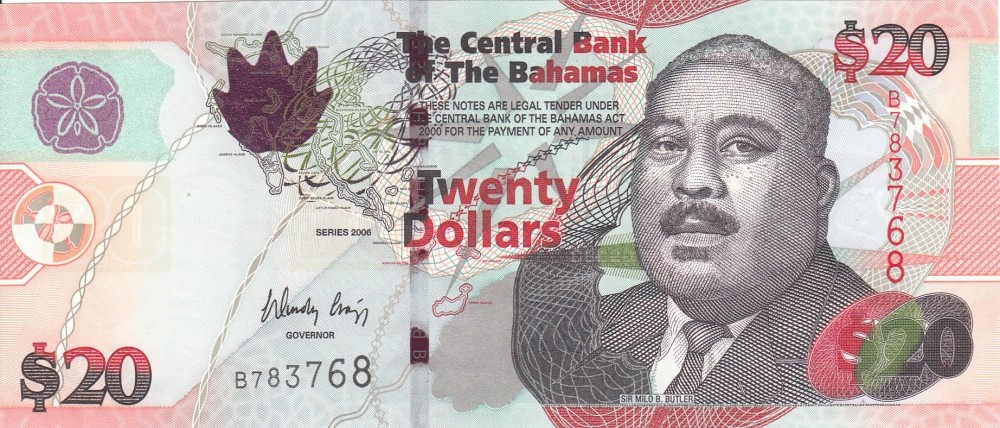 The Central Bank
of The Bahamas
$20
THESE NOTES ARE LEGAL TENDER UNDER
THE CENTRAL BANK OF THE BAHAMAS ACT
2000 FOR THE PAYMENT OF ANY AMOUNT
B783768
Twenty
Dollars
SERIES 2006
Wendy Craig
GOVERNOR
$20
B783768
$20
SIR MILO B. BUTLER